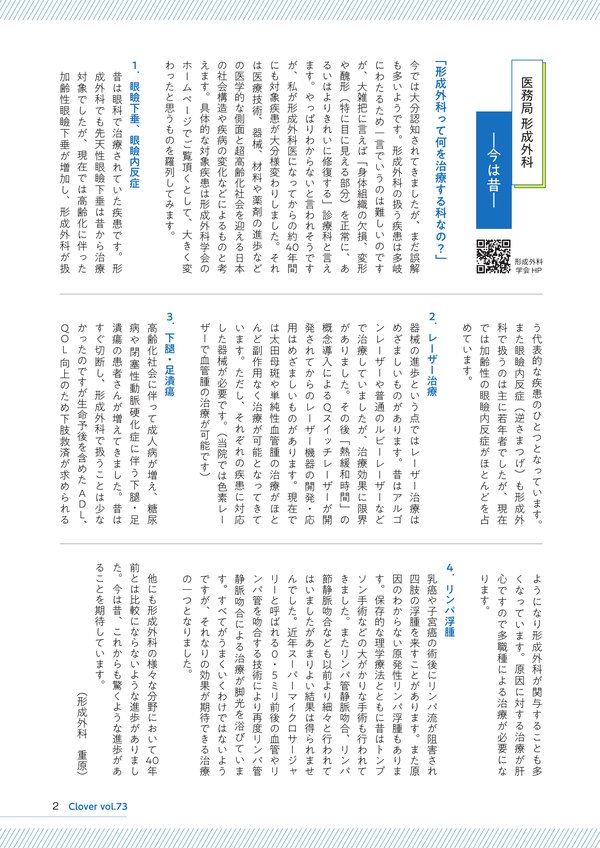 医務局 形成外科
―今は昔―
形成外科
学会HP
「形成外科って何を治療する科なの？」
今では大分認知されてきましたが、まだ誤解
も多いようです。形成外科の扱う疾患は多岐
にわたるため一言でいうのは難しいのです
が、大雑把に言えば「身体組織の欠損、変形
や醜形（特に目に見える部分）を正常に、あ
るいはよりきれいに修復する」診療科と言え
ます。やっぱりわからないと言われそうです
が、私が形成外科医になってからの約40年間
にも対象疾患が大分様変わりしました。それ
は医療技術、器械、材料や薬剤の進歩など
の医学的な側面と超高齢化社会を迎える日本
の社会構造や疾病の変化などによるものと考
えます。具体的な対象疾患は形成外科学会の
ホームページでご覧頂くとして、大きく変
わったと思うものを羅列してみます。
1．眼瞼下垂、眼瞼内反症
昔は眼科で治療されていた疾患です。形
成外科でも先天性眼瞼下垂は昔から治療
対象でしたが、現在では高齢化に伴った
加齢性眼瞼下垂が増加し、形成外科が扱
う代表的な疾患のひとつとなっています。
また眼瞼内反症（逆さまつげ）も形成外
科で扱うのは主に若年者でしたが、現在
では加齢性の眼瞼内反症がほとんどを占
めています。
2．レーザー治療
器械の進歩という点ではレーザー治療は
めざましいものがあります。昔はアルゴ
ンレーザーや普通のルビーレーザーなど
で治療していましたが、治療効果に限界
がありました。その後「熱緩和時間」の
概念導入によるQスイッチレーザーが開
発されてからのレーザー機器の開発・応
用はめざましいものがあります。現在で
は太田母斑や単純性血管腫の治療がほと
んど副作用なく治療が可能となってきて
います。ただし、それぞれの疾患に対応
した器械が必要です。（当院では色素レー
ザーで血管腫の治療が可能です）
3．下腿・足潰瘍
高齢化社会に伴って成人病が増え、糖尿
病や閉塞性動脈硬化症に伴う下腿・足
潰瘍の患者さんが増えてきました。昔は
すぐ切断し、形成外科で扱うことは少な
かったのですが生命予後を含めたADL、
QOL向上のため下肢救済が求められる
ようになり形成外科が関与することも多
くなっています。原因に対する治療が肝
心ですので多職種による治療が必要にな
ります。
4．リンパ浮腫
乳癌や子宮癌の術後にリンパ流が阻害され
四肢の浮腫を来すことがあります。また原
因のわからない原発性リンパ浮腫もありま
す。保存的な理学療法とともに昔はトンプ
ソン手術などの大がかりな手術も行われて
きました。またリンパ管静脈吻合、リンパ
節静脈吻合なども以前より細々と行われて
はいましたがあまりよい結果は得られませ
んでした。近年スーパーマイクロサージャ
リーと呼ばれる0・5ミリ前後の血管やリ
ンパ管を吻合する技術により再度リンパ管
静脈吻合による治療が脚光を浴びていま
す。すべてがうまくいくわけではないよう
ですが、それなりの効果が期待できる治療
の一つとなりました。
他にも形成外科の様々な分野において40年
前とは比較にならないような進歩がありまし
た。今は昔、これからも驚くような進歩があ
ることを期待しています。
（形成外科　重原）
2 Clover vol.73